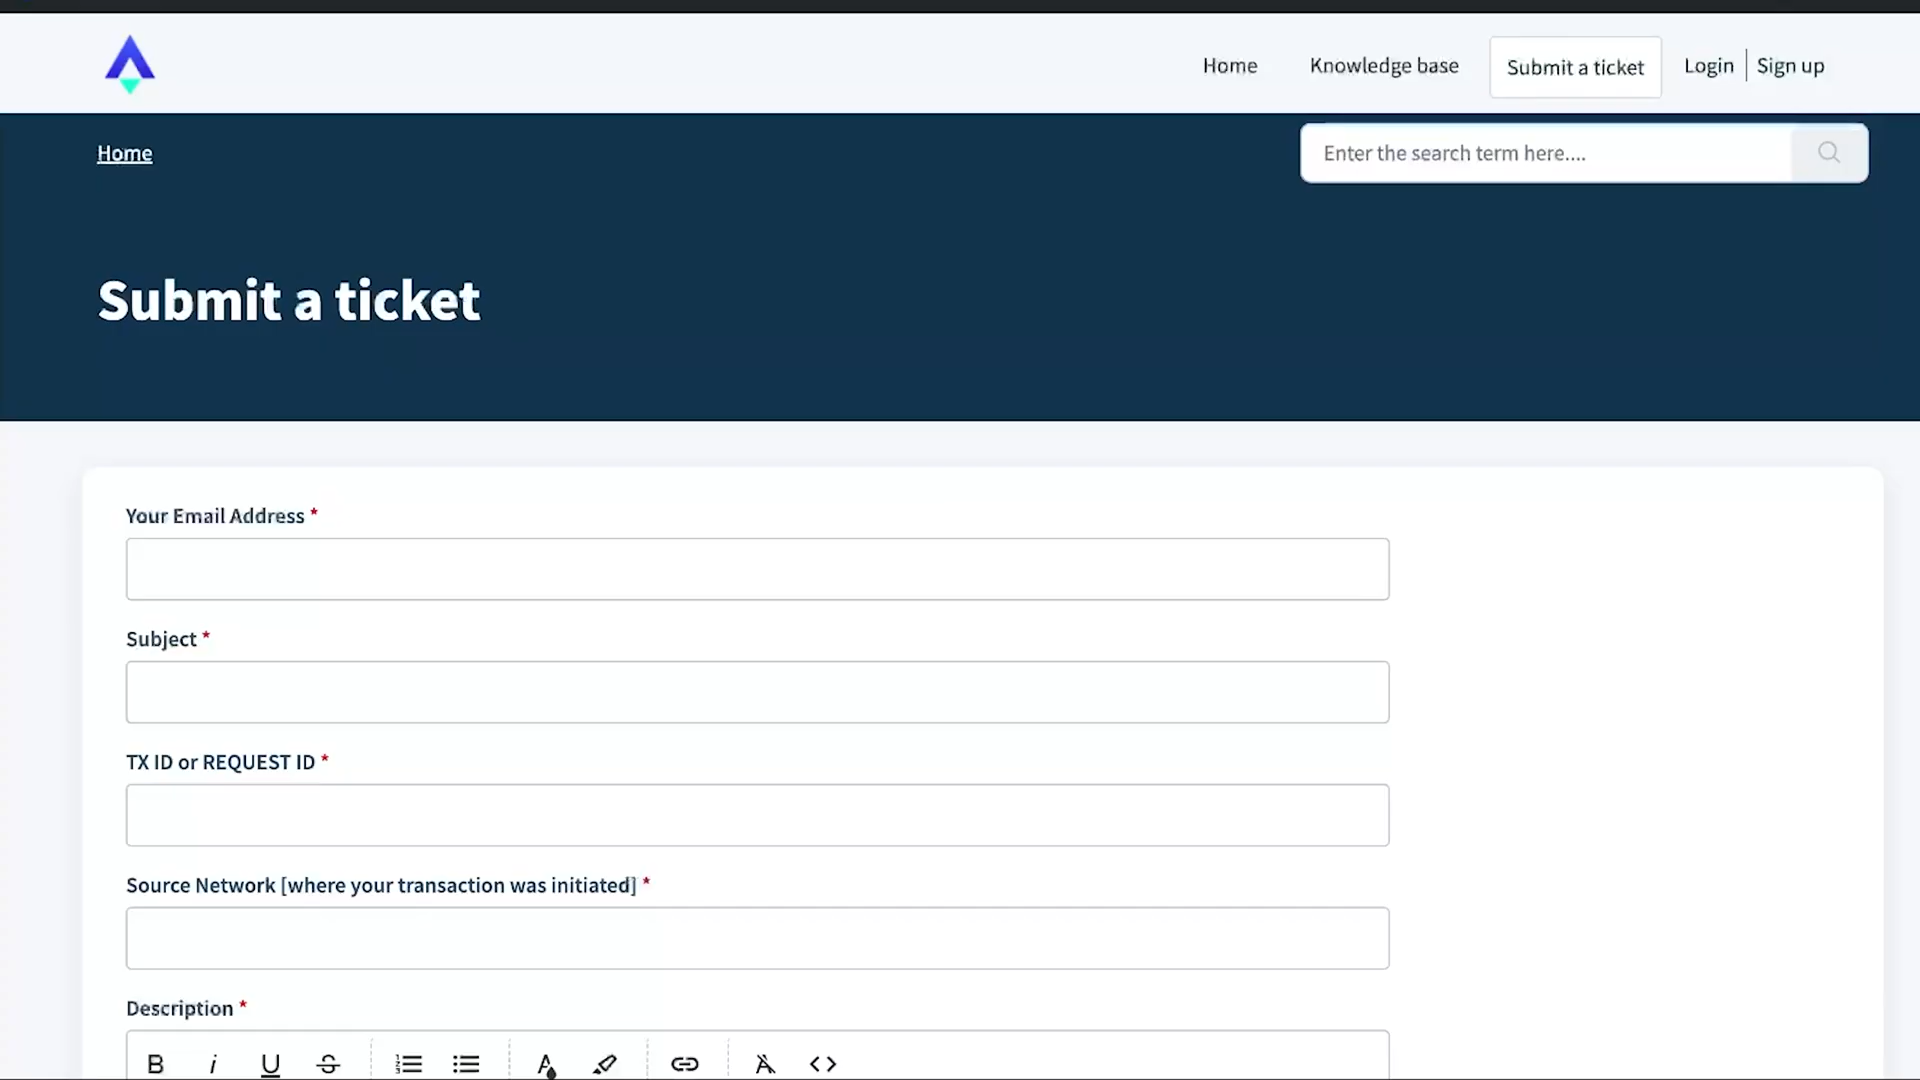 Home Knowledge base Submit a ticket Login Sign up
Home
Enter the search term here....
Submit a ticket
Your Email Address *
Subject *
TX ID or REQUEST ID *
Source Network [where your transaction was initiated] *
Description *